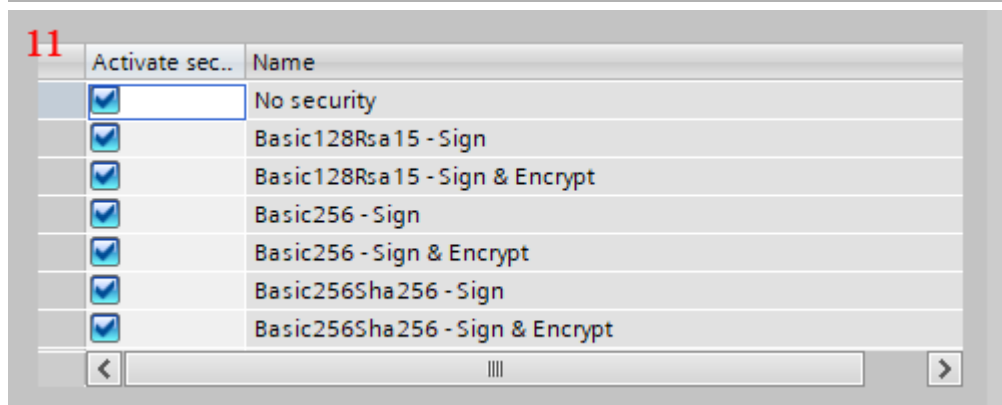 11
Activate sec.. Name
No security
Basic128Rsa15 - Sign
Basic128Rsa15 - Sign & Encrypt
Basic256 - Sign
Basic256 - Sign & Encrypt
Basic256Sha256 - Sign
Basic256Sha256 - Sign & Encrypt